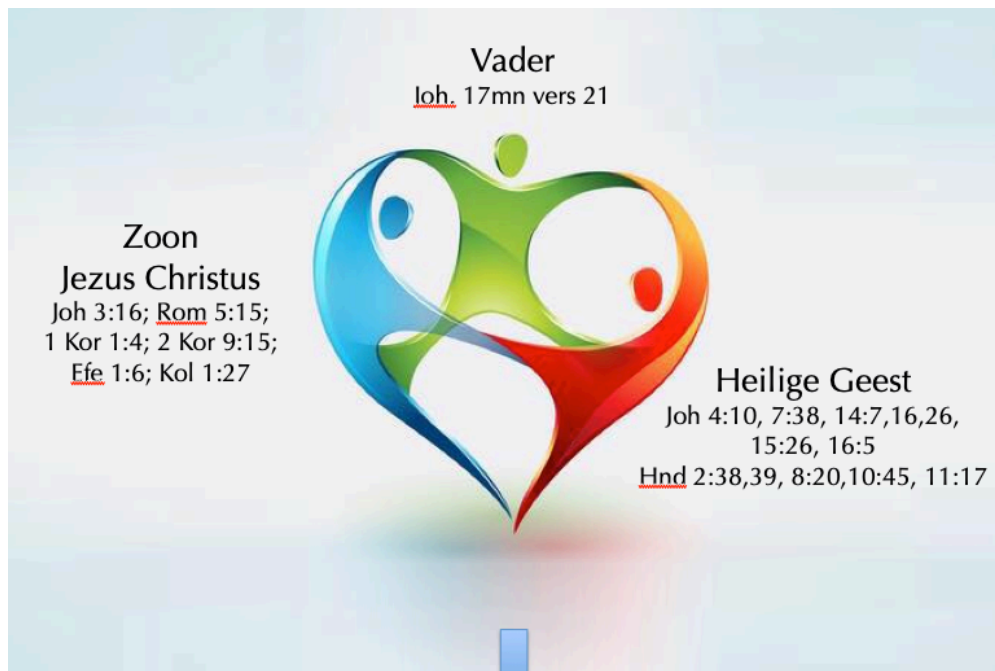 Vader
Joh. 17mn vers 21
Zoon
Jezus Christus
Joh 3:16; Rom 5:15;
1 Kor 1:4; 2 Kor 9:15;
Efe 1:6; Kol 1:27
Heilige Geest
Joh 4:10, 7:38, 14:7,16,26,
15:26, 16:5
Hnd 2:38,39, 8:20,10:45, 11:17